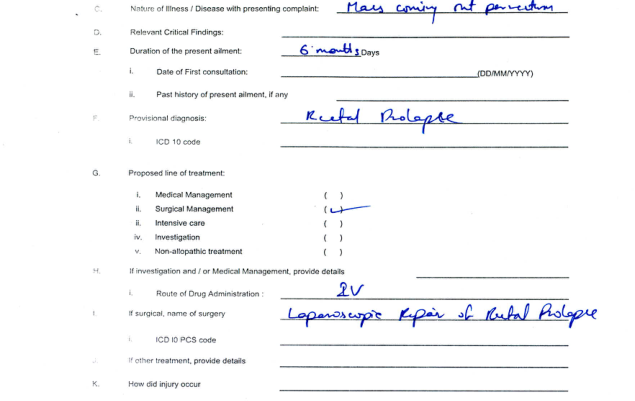 C. Nature of Illness / Disease with presenting complaint: Mass coming out per rectum
D. Relevant Critical Findings:
E. Duration of the present ailment: 6 months Days
i. Date of First consultation: (DD/MM/YYYY)
ii. Past history of present ailment, if any
F. Provisional diagnosis: Rectal Prolapse
i. ICD 10 code
G. Proposed line of treatment:
i. Medical Management ( )
ii. Surgical Management (✓)
ii. Intensive care ( )
iv. Investigation ( )
v. Non-allopathic treatment ( )
H. If investigation and / or Medical Management, provide details
i. Route of Drug Administration : IV
I. If surgical, name of surgery Laparoscopic Repair of Rectal Prolapse
i. ICD I0 PCS code
J. If other treatment, provide details
K. How did injury occur